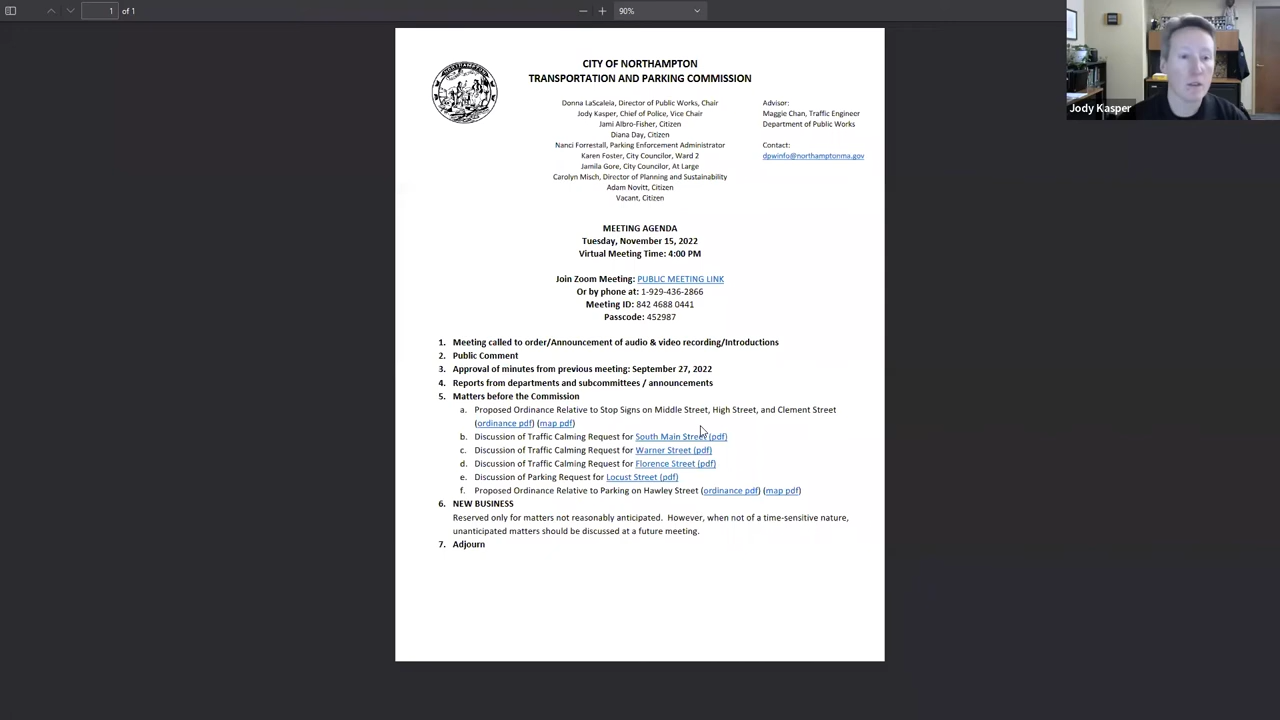 1 of 1
90%
Jody Kasper
NORTHAMPTON
CITY OF NORTHAMPTON
TRANSPORTATION AND PARKING COMMISSION
Donna LaScaleia, Director of Public Works, Chair
Jody Kasper, Chief of Police, Vice Chair
Jami Albro-Fisher, Citizen
Diana Day, Citizen
Nanci Forrestall, Parking Enforcement Administrator
Karen Foster, City Councilor, Ward 2
Jamila Gore, City Councilor, At Large
Carolyn Misch, Director of Planning and Sustainability
Adam Novitt, Citizen
Vacant, Citizen
Advisor:
Maggie Chan, Traffic Engineer
Department of Public Works
Contact:
dpwinfo@northamptonma.gov
MEETING AGENDA
Tuesday, November 15, 2022
Virtual Meeting Time: 4:00 PM
Join Zoom Meeting: PUBLIC MEETING LINK
Or by phone at: 1-929-436-2866
Meeting ID: 842 4688 0441
Passcode: 452987
1. Meeting called to order/Announcement of audio & video recording/Introductions
2. Public Comment
3. Approval of minutes from previous meeting: September 27, 2022
4. Reports from departments and subcommittees / announcements
5. Matters before the Commission
a. Proposed Ordinance Relative to Stop Signs on Middle Street, High Street, and Clement Street
(ordinance pdf) (map pdf)
b. Discussion of Traffic Calming Request for South Main Street (pdf)
c. Discussion of Traffic Calming Request for Warner Street (pdf)
d. Discussion of Traffic Calming Request for Florence Street (pdf)
e. Discussion of Parking Request for Locust Street (pdf)
f. Proposed Ordinance Relative to Parking on Hawley Street (ordinance pdf) (map pdf)
6. NEW BUSINESS
Reserved only for matters not reasonably anticipated. However, when not of a time-sensitive nature,
unanticipated matters should be discussed at a future meeting.
7. Adjourn